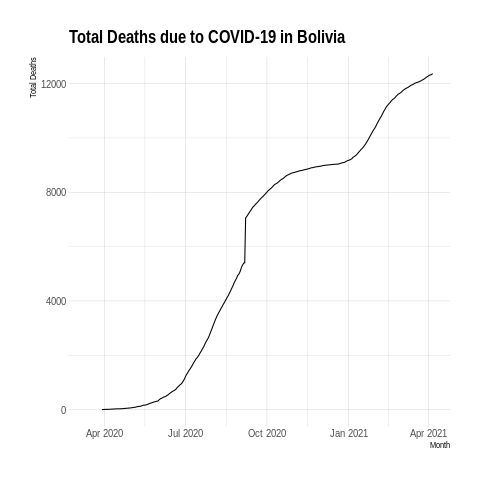 Total Deaths due to COVID-19 in Bolivia
Total Deaths
12000
8000
4000
0
Apr 2020 Jul 2020 Oct 2020 Jan 2021 Apr 2021
Month